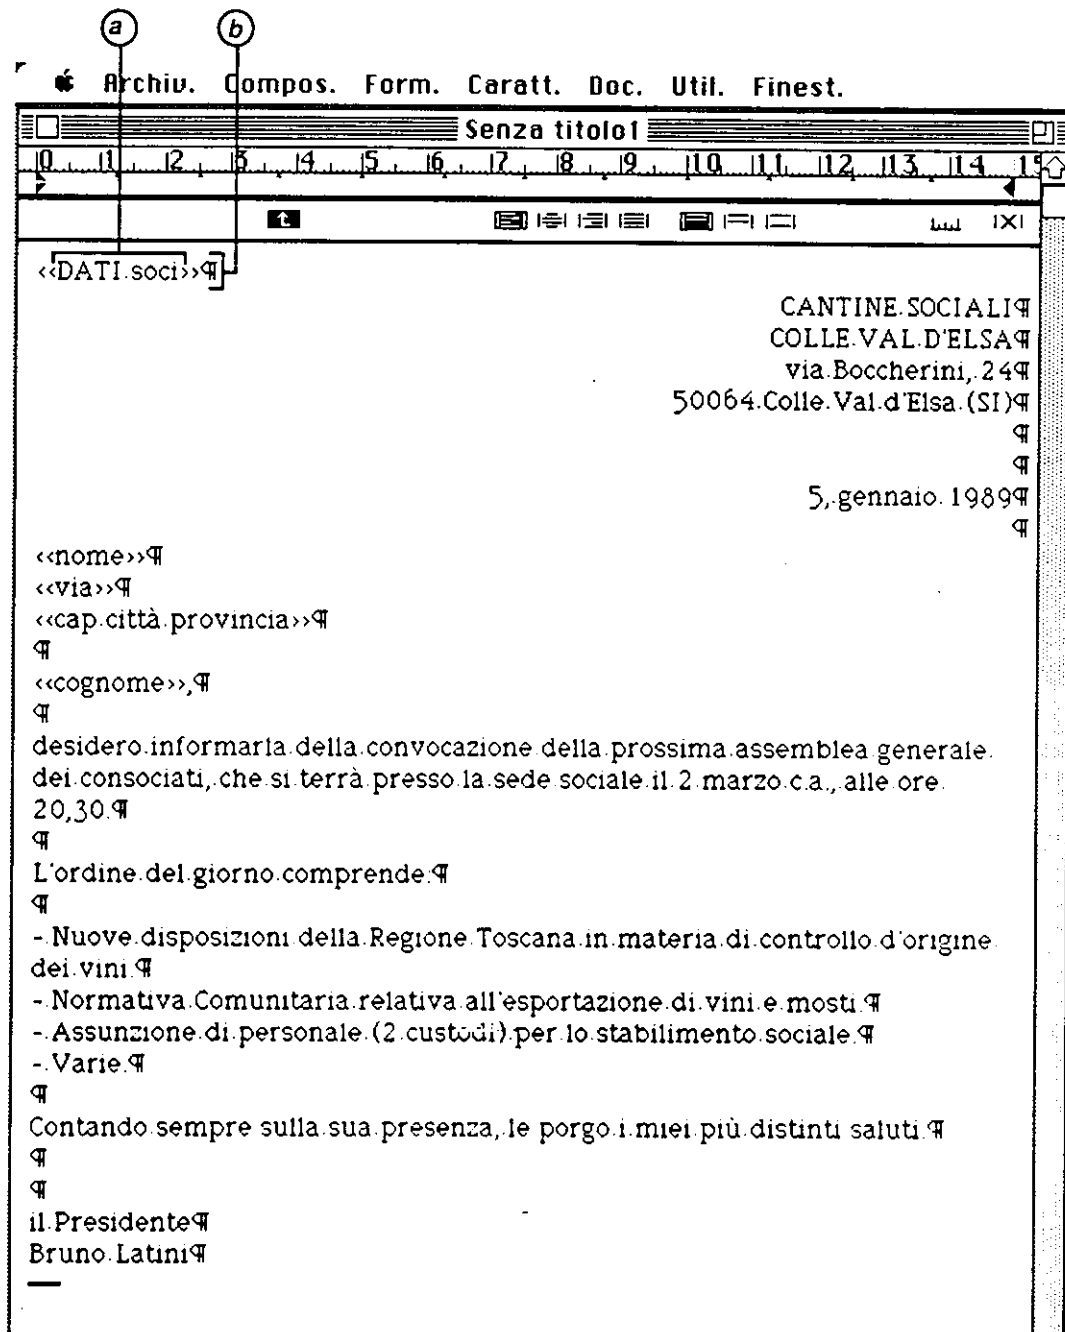 a b
Archiv. Compos. Form. Caratt. Doc. Util. Finest.
Senza titolo1
0 1 2 3 4 5 6 7 8 9 10 11 12 13 14 15
<<DATI soci>>¶
CANTINE SOCIALI¶
COLLE VAL D'ELSA¶
via Boccherini, 24¶
50064 Colle Val d'Elsa (SI)¶
¶
¶
5, gennaio 1989¶
¶
<<nome>>¶
<<via>>¶
<<cap città provincia>>¶
¶
<<cognome>>,¶
¶
desidero informarla della convocazione della prossima assemblea generale
dei consociati, che si terrà presso la sede sociale il 2 marzo c.a., alle ore
20,30.¶
¶
L'ordine del giorno comprende:¶
¶
- Nuove disposizioni della Regione Toscana in materia di controllo d'origine
dei vini.¶
- Normativa Comunitaria relativa all'esportazione di vini e mosti.¶
- Assunzione di personale (2 custodi) per lo stabilimento sociale.¶
- Varie.¶
¶
Contando sempre sulla sua presenza, le porgo i miei più distinti saluti.¶
¶
¶
il Presidente¶
Bruno Latini¶